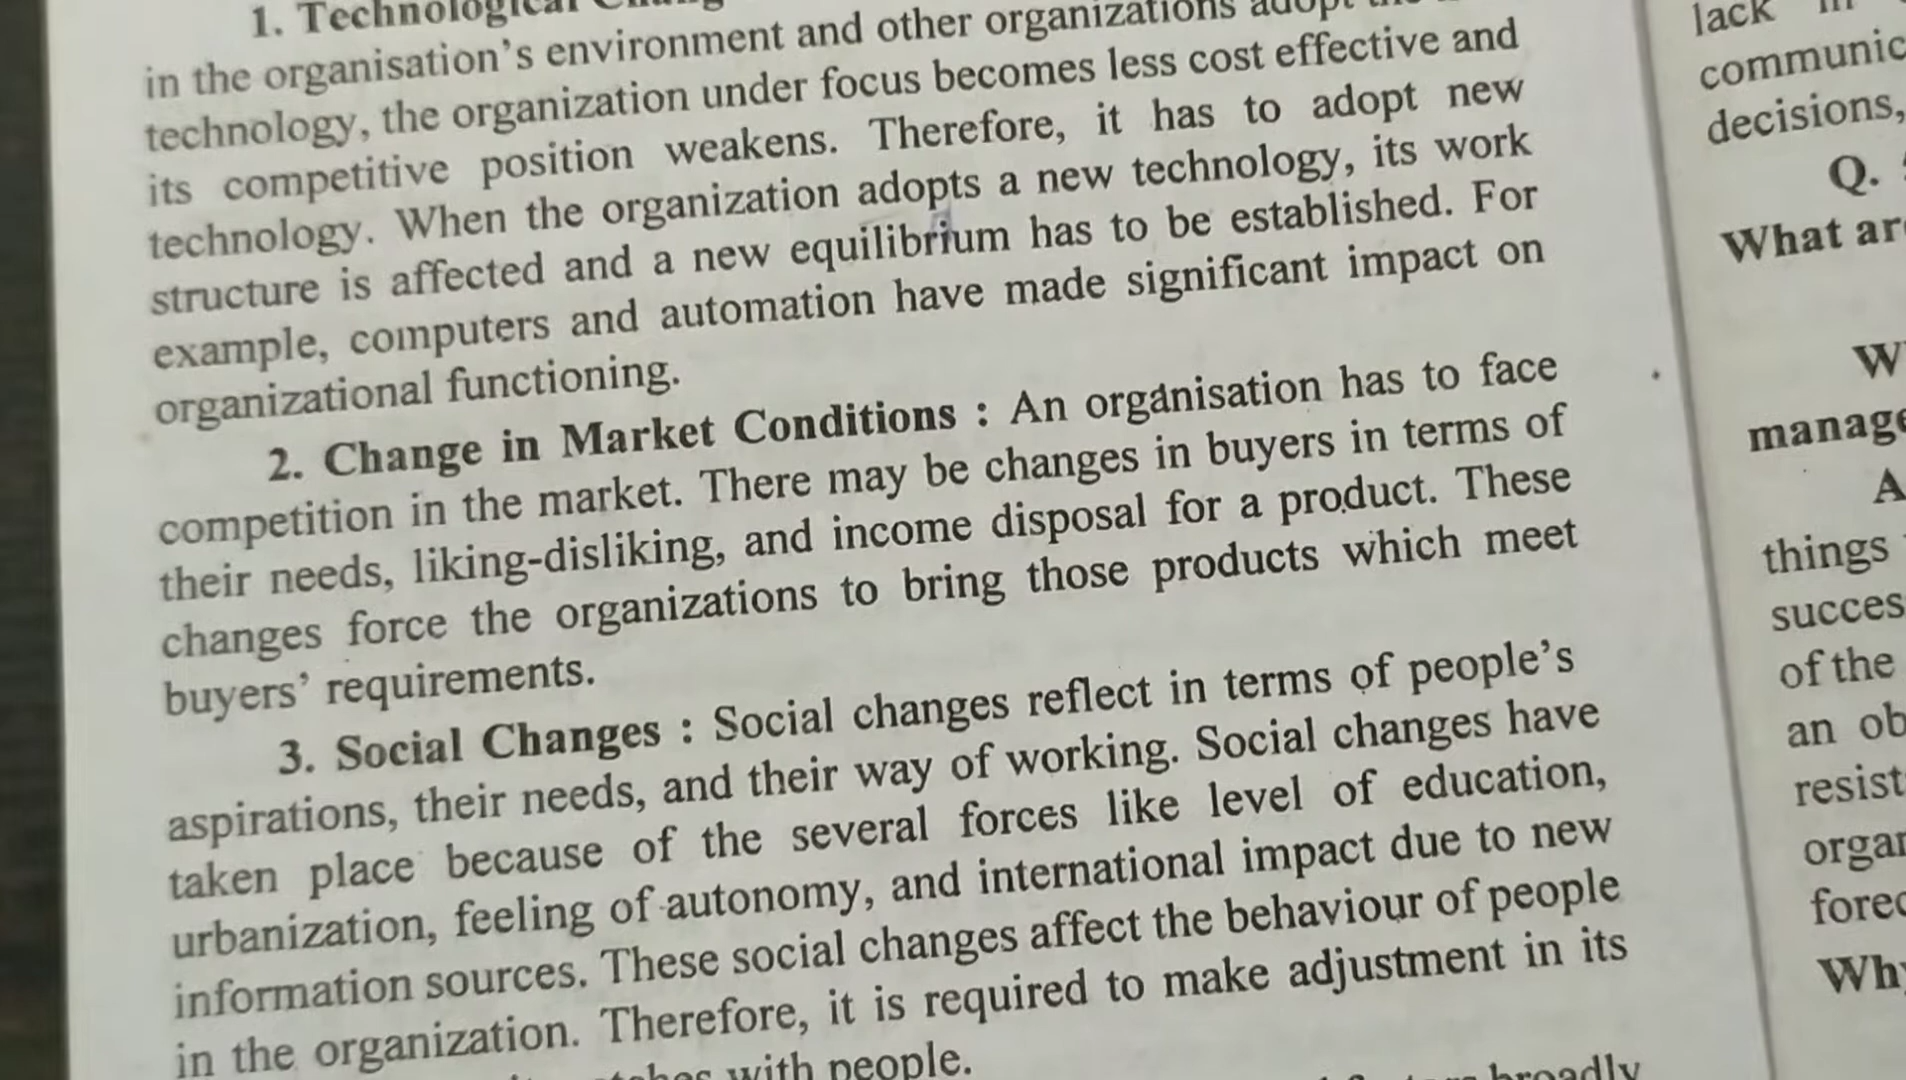 1. Technological
in the organisation's environment and other organizations adopt
technology, the organization under focus becomes less cost effective and
its competitive position weakens. Therefore, it has to adopt new
technology. When the organization adopts a new technology, its work
structure is affected and a new equilibrium has to be established. For
example, computers and automation have made significant impact on
organizational functioning.
2. Change in Market Conditions : An organisation has to face
competition in the market. There may be changes in buyers in terms of
their needs, liking-disliking, and income disposal for a product. These
changes force the organizations to bring those products which meet
buyers' requirements.
3. Social Changes : Social changes reflect in terms of people's
aspirations, their needs, and their way of working. Social changes have
taken place because of the several forces like level of education,
urbanization, feeling of autonomy, and international impact due to new
information sources. These social changes affect the behaviour of people
in the organization. Therefore, it is required to make adjustment in its
with people.
broadly
lack
communic
decisions,
Q.
What ar
W
manage
A
things
succes
of the
an ob
resist
organ
forec
Why